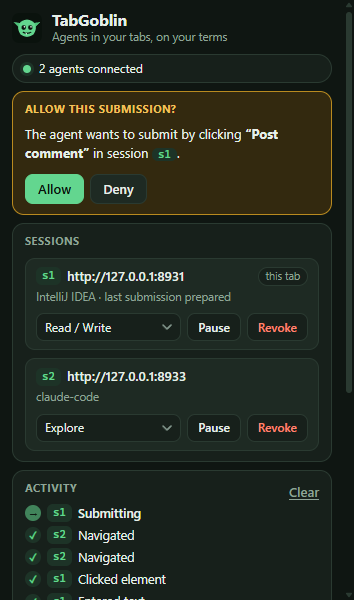 TabGoblin
Agents in your tabs, on your terms
2 agents connected
ALLOW THIS SUBMISSION?
The agent wants to submit by clicking “Post
comment” in session s1 .
Allow Deny
SESSIONS
s1 http://127.0.0.1:8931 this tab
IntelliJ IDEA · last submission prepared
Read / Write Pause Revoke
s2 http://127.0.0.1:8933
claude-code
Explore Pause Revoke
ACTIVITY Clear
s1 Submitting
s2 Navigated
s2 Navigated
s1 Clicked element
s1 Entered text